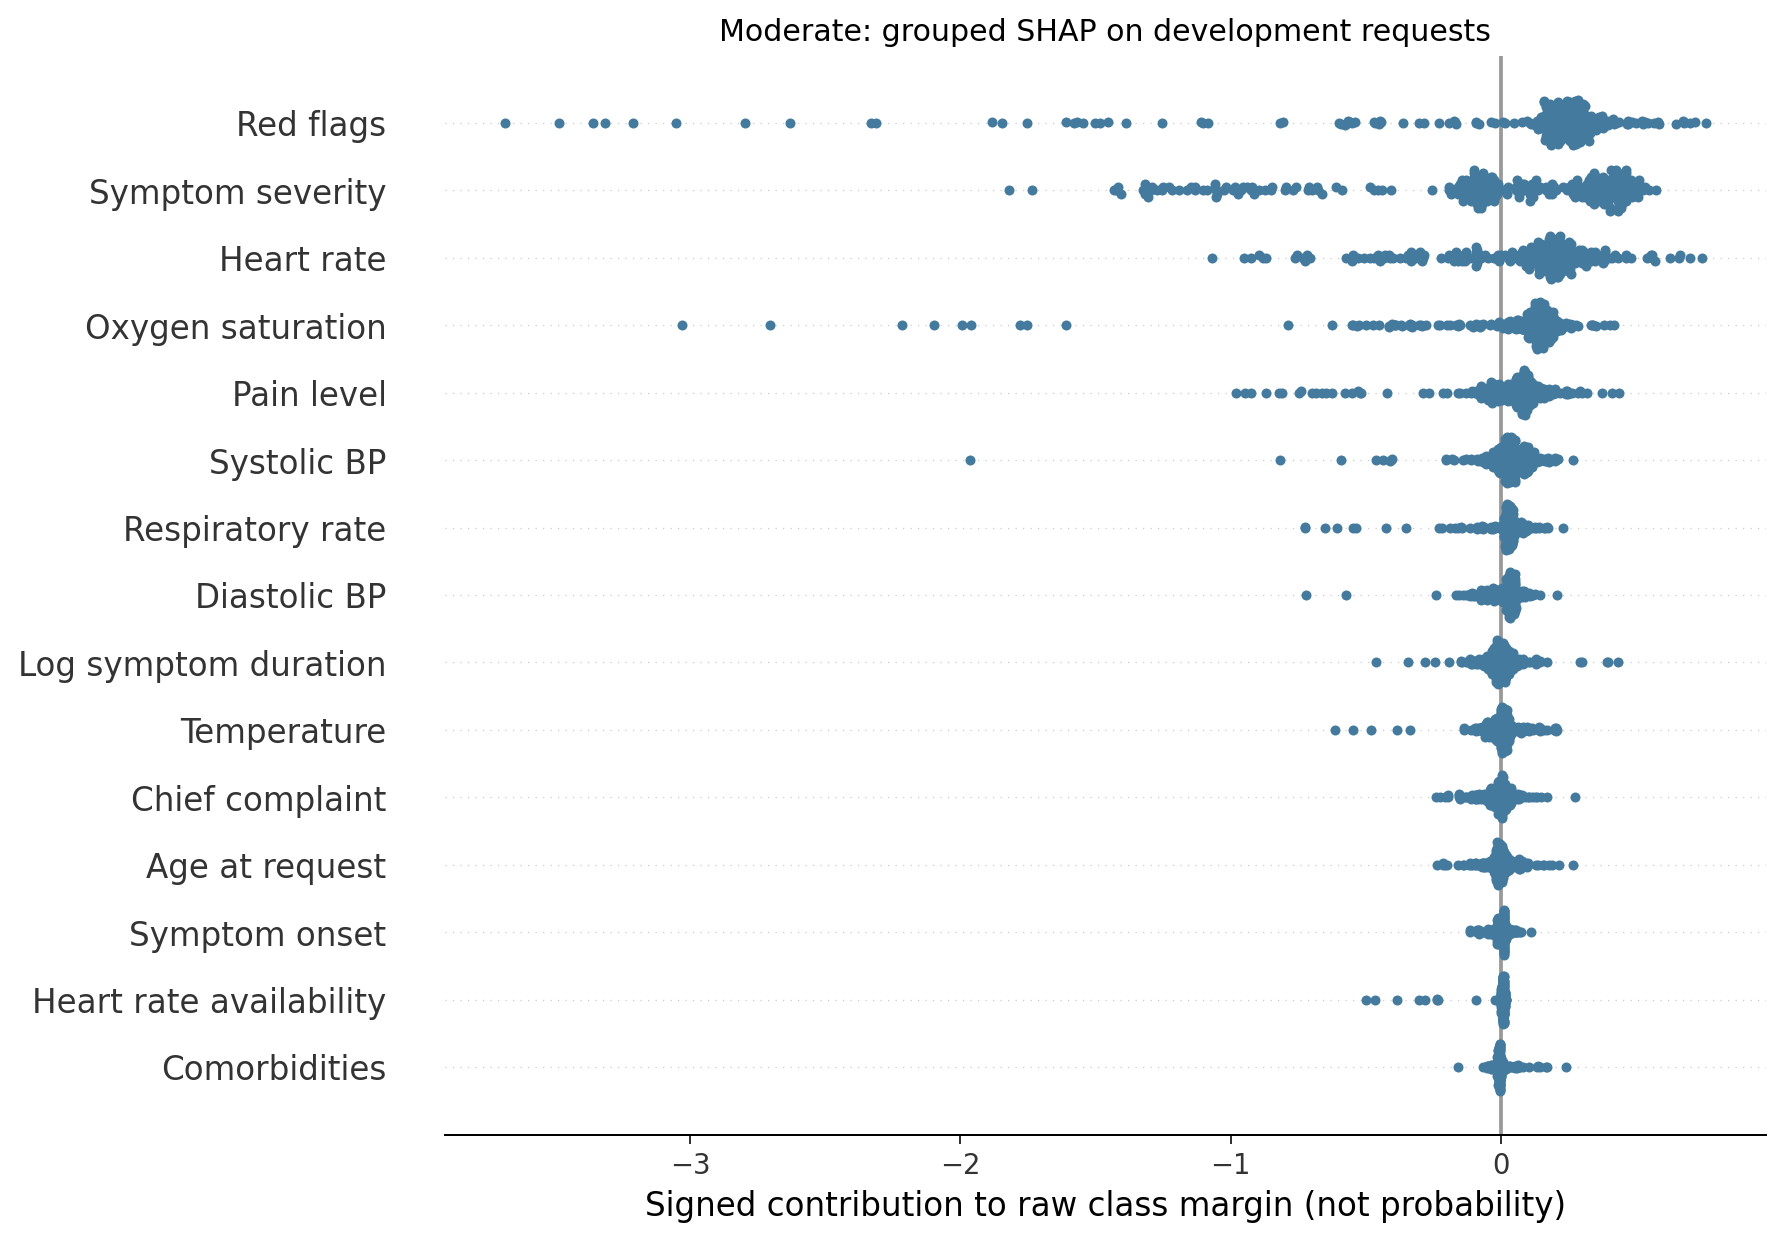 Moderate: grouped SHAP on development requests
Red flags
Symptom severity
Heart rate
Oxygen saturation
Pain level
Systolic BP
Respiratory rate
Diastolic BP
Log symptom duration
Temperature
Chief complaint
Age at request
Symptom onset
Heart rate availability
Comorbidities
−3 −2 −1 0
Signed contribution to raw class margin (not probability)